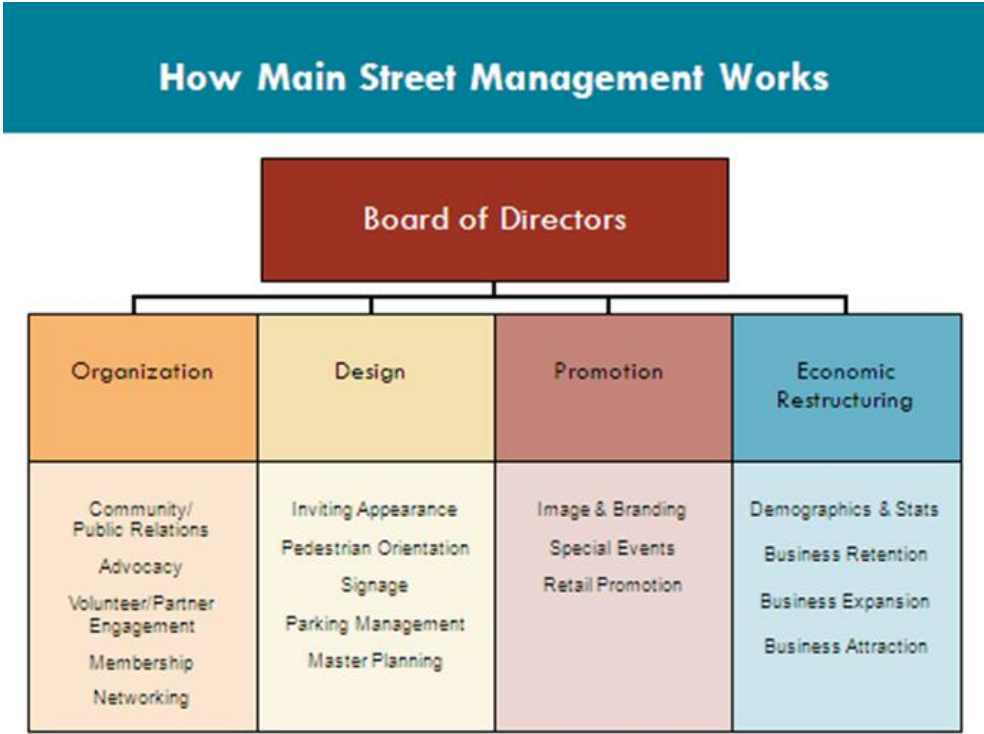 How Main Street Management Works
Board of Directors
Organization
Design
Promotion
Economic
Restructuring
Community/
Public Relations
Advocacy
Volunteer/Partner
Engagement
Membership
Networking
Inviting Appearance
Pedestrian Orientation
Signage
Parking Management
Master Planning
Image & Branding
Special Events
Retail Promotion
Demographics & Stats
Business Retention
Business Expansion
Business Attraction